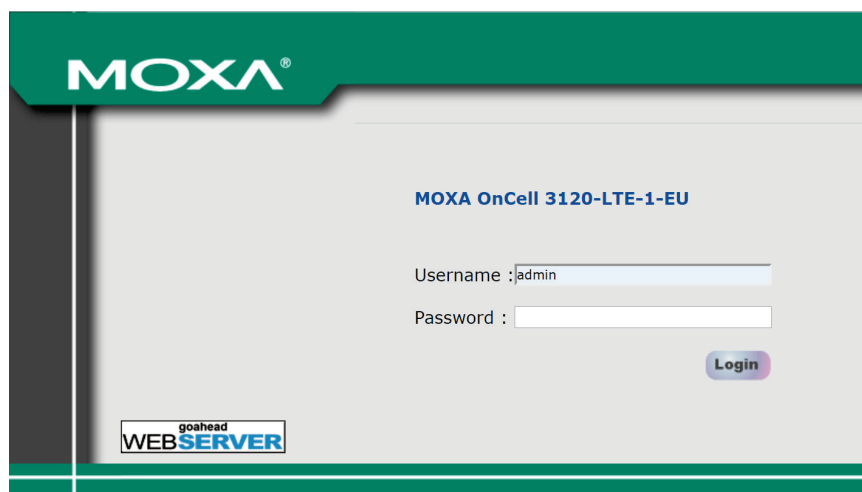 MOXA®
MOXA OnCell 3120-LTE-1-EU
Username : admin
Password :
Login
goahead
WEBSERVER